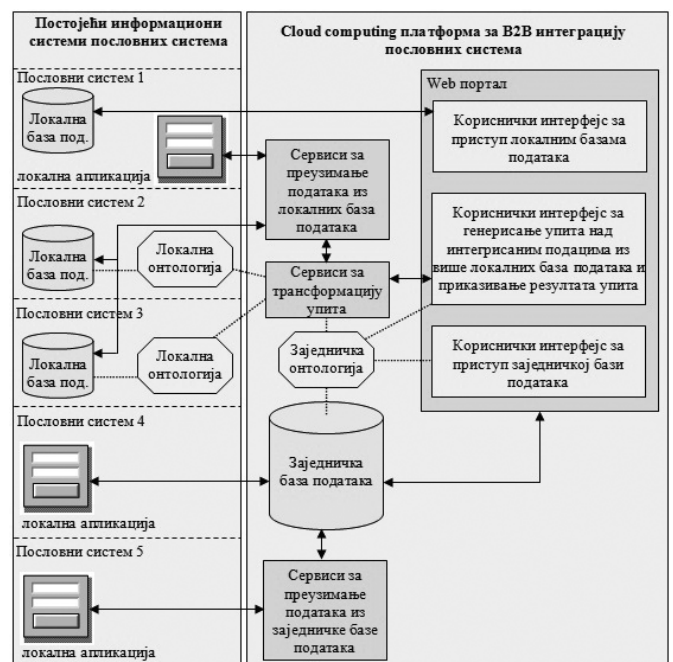 Постојећи информациони
системи пословних система
Cloud computing платформа за B2B интеграцију
пословних система
Пословни систем 1
Локална
база под.
локална апликација
Пословни систем 2
Локална
база под.
Локална
онтологија
Пословни систем 3
Локална
база под.
Локална
онтологија
Пословни систем 4
локална апликација
Пословни систем 5
локална апликација
Сервиси за
преузимање
података из
локалних база
података
Сервиси за
трансформацију
упита
Заједничка
онтологија
Заједничка
база података
Сервиси за
преузимање
података из
заједничке базе
података
Web портал
Кориснички интерфејс за
приступ локалним базама
података
Кориснички интерфејс за
генерисање упита над
интегрисаним подацима из
више локалних база података и
приказивање резултата упита
Кориснички интерфејс за
приступ заједничкој бази
података